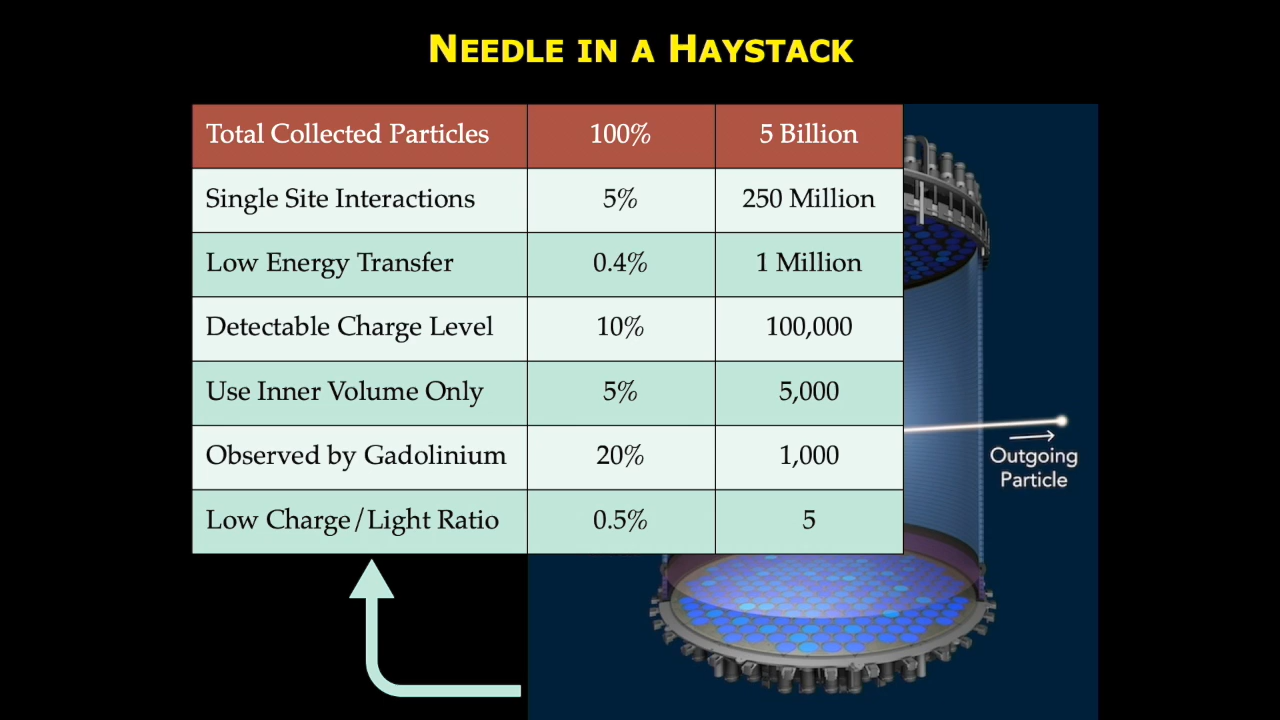 NEEDLE IN A HAYSTACK
Total Collected Particles 100% 5 Billion
Single Site Interactions 5% 250 Million
Low Energy Transfer 0.4% 1 Million
Detectable Charge Level 10% 100,000
Use Inner Volume Only 5% 5,000
Observed by Gadolinium 20% 1,000
Low Charge/Light Ratio 0.5% 5
Outgoing
Particle